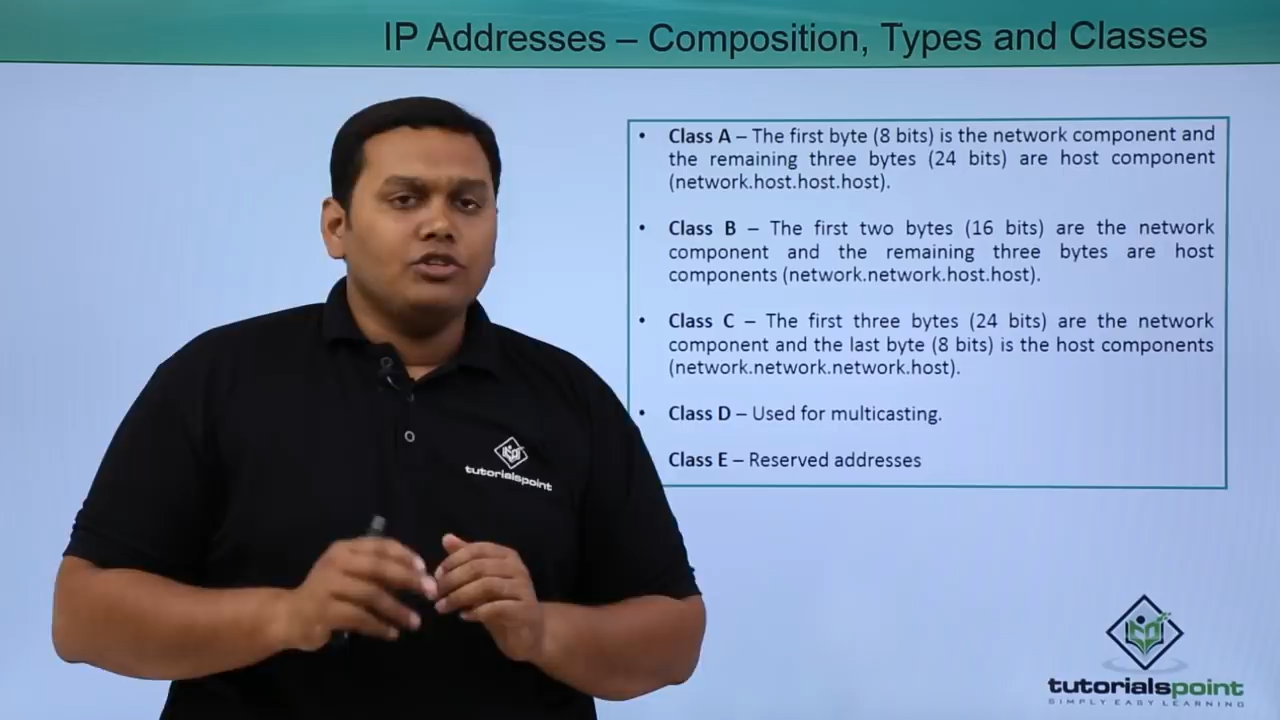 IP Addresses – Composition, Types and Classes
• Class A – The first byte (8 bits) is the network component and
the remaining three bytes (24 bits) are host component
(network.host.host.host).
• Class B – The first two bytes (16 bits) are the network
component and the remaining three bytes are host
components (network.network.host.host).
• Class C – The first three bytes (24 bits) are the network
component and the last byte (8 bits) is the host components
(network.network.network.host).
• Class D – Used for multicasting.
Class E – Reserved addresses
tutorialspoint
tutorialspoint
SIMPLY EASY LEARNING